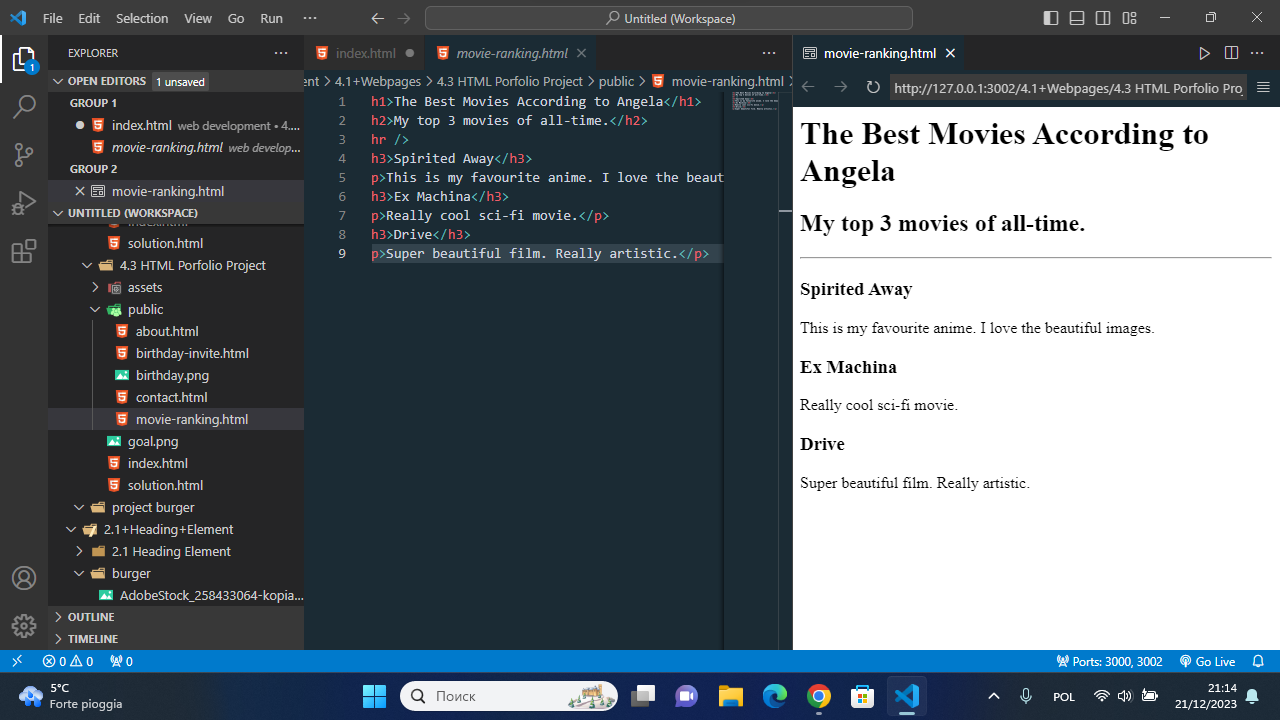 File Edit Selection View Go Run ···
Untitled (Workspace)
EXPLORER
OPEN EDITORS 1 unsaved
GROUP 1
index.html web development • 4....
movie-ranking.html web develop...
GROUP 2
movie-ranking.html
UNTITLED (WORKSPACE)
index.html
solution.html
4.3 HTML Porfolio Project
assets
public
about.html
birthday-invite.html
birthday.png
contact.html
movie-ranking.html
goal.png
index.html
solution.html
project burger
2.1+Heading+Element
2.1 Heading Element
burger
AdobeStock_258433064-kopia...
OUTLINE
TIMELINE
index.html
movie-ranking.html
ent > 4.1+Webpages > 4.3 HTML Porfolio Project > public > movie-ranking.html >
1 h1>The Best Movies According to Angela</h1>
2 h2>My top 3 movies of all-time.</h2>
3 hr />
4 h3>Spirited Away</h3>
5 p>This is my favourite anime. I love the beaut
6 h3>Ex Machina</h3>
7 p>Really cool sci-fi movie.</p>
8 h3>Drive</h3>
9 p>Super beautiful film. Really artistic.</p>
movie-ranking.html
http://127.0.0.1:3002/4.1+Webpages/4.3 HTML Porfolio Pro
The Best Movies According to
Angela
My top 3 movies of all-time.
Spirited Away
This is my favourite anime. I love the beautiful images.
Ex Machina
Really cool sci-fi movie.
Drive
Super beautiful film. Really artistic.
0 0 0
Ports: 3000, 3002 Go Live
5°C
Forte pioggia
Поиск
POL
21:14
21/12/2023
1